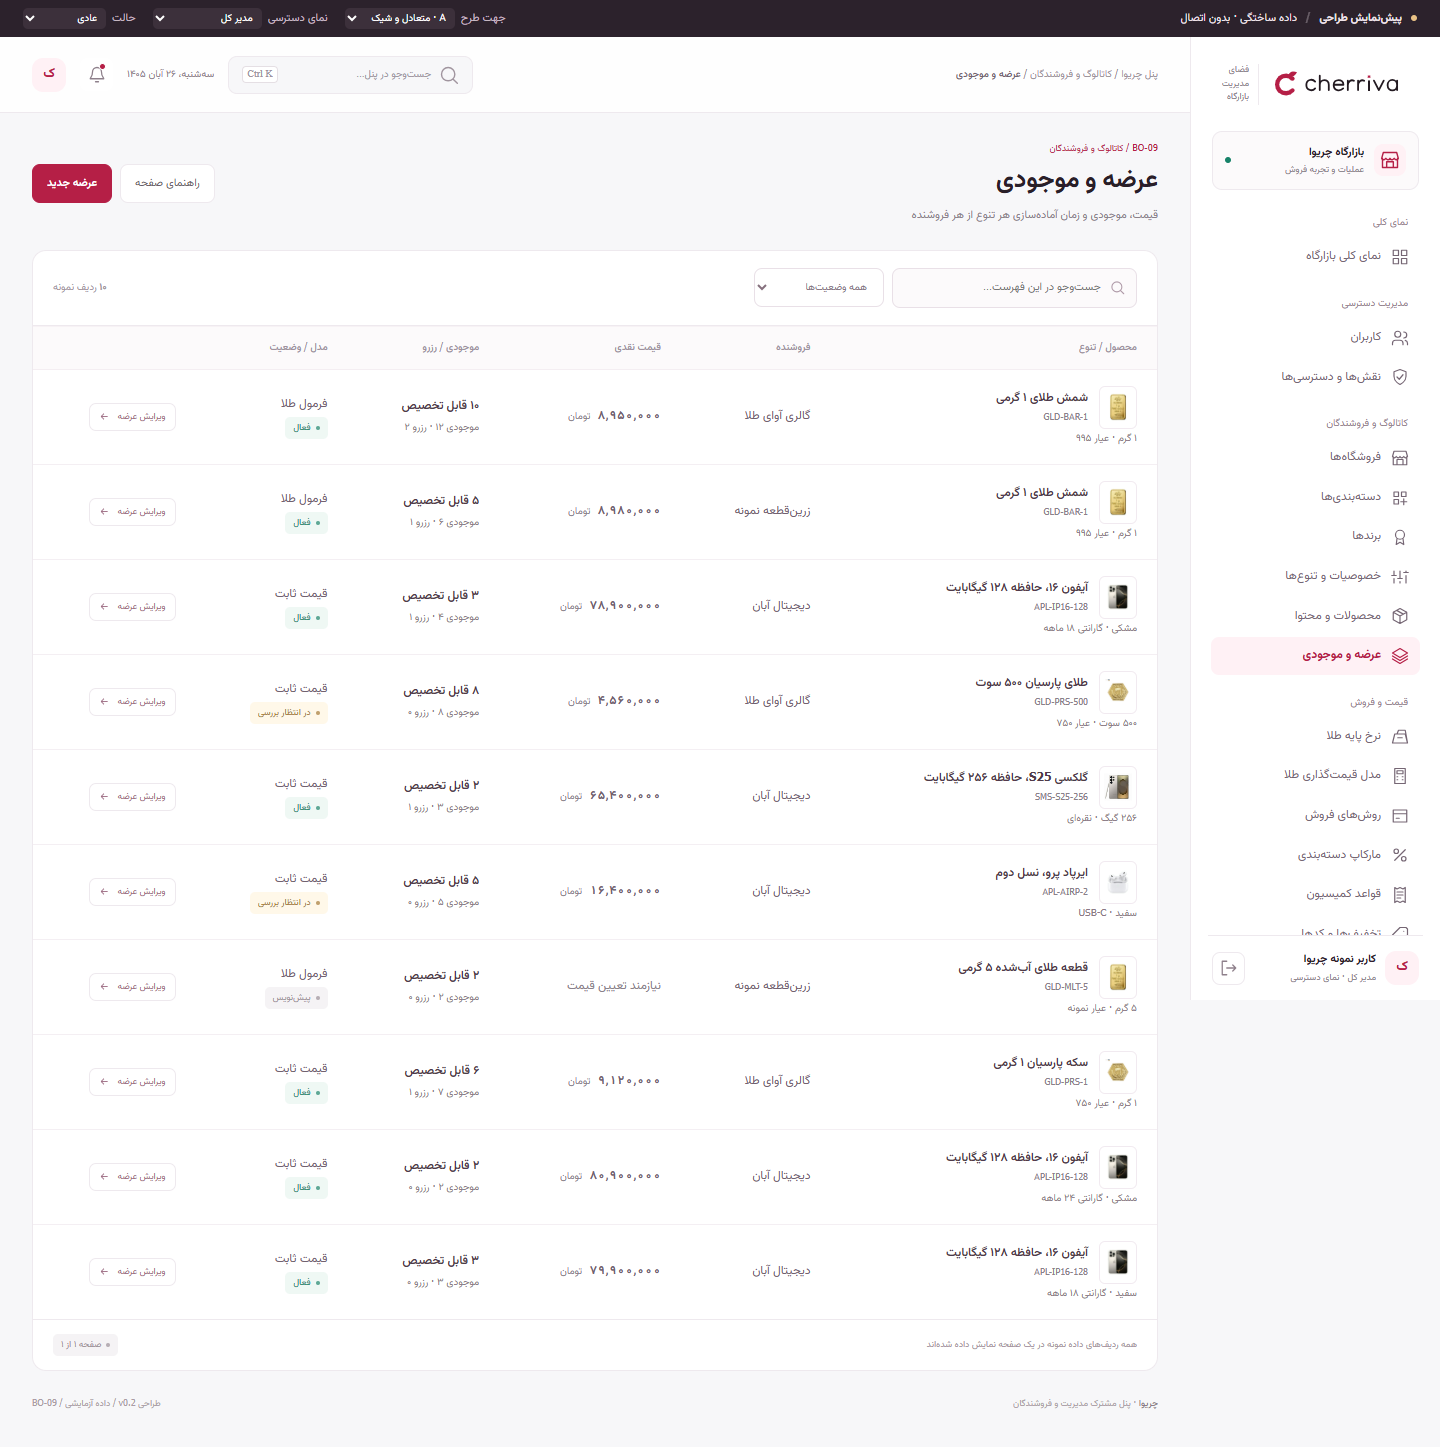 پیش‌نمایش طراحی / داده ساختگی • بدون اتصال
جهت طرح A • متعادل و شیک نمای دسترسی مدیر کل حالت عادی
cherriva
فضای
مدیریت
بازارگاه
بازارگاه چریوا
عملیات و تجربه فروش
نمای کلی
نمای کلی بازارگاه
مدیریت دسترسی
کاربران
نقش‌ها و دسترسی‌ها
کاتالوگ و فروشندگان
فروشگاه‌ها
دسته‌بندی‌ها
برندها
خصوصیات و تنوع‌ها
محصولات و محتوا
عرضه و موجودی
قیمت و فروش
نرخ پایه طلا
مدل قیمت‌گذاری طلا
روش‌های فروش
مارکاپ دسته‌بندی
قواعد کمیسیون
تخفیف‌ها و کدها
ک
کاربر نمونه چریوا
مدیر کل • نمای دسترسی
پنل چریوا / کاتالوگ و فروشندگان / عرضه و موجودی
جست‌وجو در پنل...
Ctrl K
سه‌شنبه، ۲۶ آبان ۱۴۰۵
ک
BO-09 / کاتالوگ و فروشندگان
عرضه و موجودی
قیمت، موجودی و زمان آماده‌سازی هر تنوع از هر فروشنده
راهنمای صفحه
عرضه جدید
جست‌وجو در این فهرست...
همه وضعیت‌ها
۱۰ ردیف نمونه
محصول / تنوع فروشنده قیمت نقدی موجودی / رزرو مدل / وضعیت
شمش طلای ۱ گرمی
GLD-BAR-1
۱ گرم • عیار ۹۹۵
گالری آوای طلا
۸,۹۵۰,۰۰۰ تومان
۱۰ قابل تخصیص
موجودی ۱۲ • رزرو ۲
فرمول طلا
فعال
ویرایش عرضه ←
شمش طلای ۱ گرمی
GLD-BAR-1
۱ گرم • عیار ۹۹۵
زرین‌قطعه نمونه
۸,۹۸۰,۰۰۰ تومان
۵ قابل تخصیص
موجودی ۶ • رزرو ۱
فرمول طلا
فعال
ویرایش عرضه ←
آیفون ۱۶، حافظه ۱۲۸ گیگابایت
APL-IP16-128
مشکی • گارانتی ۱۸ ماهه
دیجیتال آبان
۷۸,۹۰۰,۰۰۰ تومان
۳ قابل تخصیص
موجودی ۴ • رزرو ۱
قیمت ثابت
فعال
ویرایش عرضه ←
طلای پارسیان ۵۰۰ سوت
GLD-PRS-500
۵۰۰ سوت • عیار ۷۵۰
گالری آوای طلا
۴,۵۶۰,۰۰۰ تومان
۸ قابل تخصیص
موجودی ۸ • رزرو ۰
قیمت ثابت
در انتظار بررسی
ویرایش عرضه ←
گلکسی S25، حافظه ۲۵۶ گیگابایت
SMS-S25-256
۲۵۶ گیگ • نقره‌ای
دیجیتال آبان
۶۵,۴۰۰,۰۰۰ تومان
۲ قابل تخصیص
موجودی ۳ • رزرو ۱
قیمت ثابت
فعال
ویرایش عرضه ←
ایرپاد پرو، نسل دوم
APL-AIRP-2
سفید • USB-C
دیجیتال آبان
۱۶,۴۰۰,۰۰۰ تومان
۵ قابل تخصیص
موجودی ۵ • رزرو ۰
قیمت ثابت
در انتظار بررسی
ویرایش عرضه ←
قطعه طلای آب‌شده ۵ گرمی
GLD-MLT-5
۵ گرم • عیار نمونه
زرین‌قطعه نمونه
نیازمند تعیین قیمت
۲ قابل تخصیص
موجودی ۲ • رزرو ۰
فرمول طلا
پیش‌نویس
ویرایش عرضه ←
سکه پارسیان ۱ گرمی
GLD-PRS-1
۱ گرم • عیار ۷۵۰
گالری آوای طلا
۹,۱۲۰,۰۰۰ تومان
۶ قابل تخصیص
موجودی ۷ • رزرو ۱
قیمت ثابت
فعال
ویرایش عرضه ←
آیفون ۱۶، حافظه ۱۲۸ گیگابایت
APL-IP16-128
مشکی • گارانتی ۲۴ ماهه
دیجیتال آبان
۸۰,۹۰۰,۰۰۰ تومان
۲ قابل تخصیص
موجودی ۲ • رزرو ۰
قیمت ثابت
فعال
ویرایش عرضه ←
آیفون ۱۶، حافظه ۱۲۸ گیگابایت
APL-IP16-128
سفید • گارانتی ۱۸ ماهه
دیجیتال آبان
۷۹,۹۰۰,۰۰۰ تومان
۳ قابل تخصیص
موجودی ۳ • رزرو ۰
قیمت ثابت
فعال
ویرایش عرضه ←
همه ردیف‌های داده نمونه در یک صفحه نمایش داده شده‌اند
صفحه ۱ از ۱
چریوا • پنل مشترک مدیریت و فروشندگان
طراحی v0.2 / داده آزمایشی / BO-09